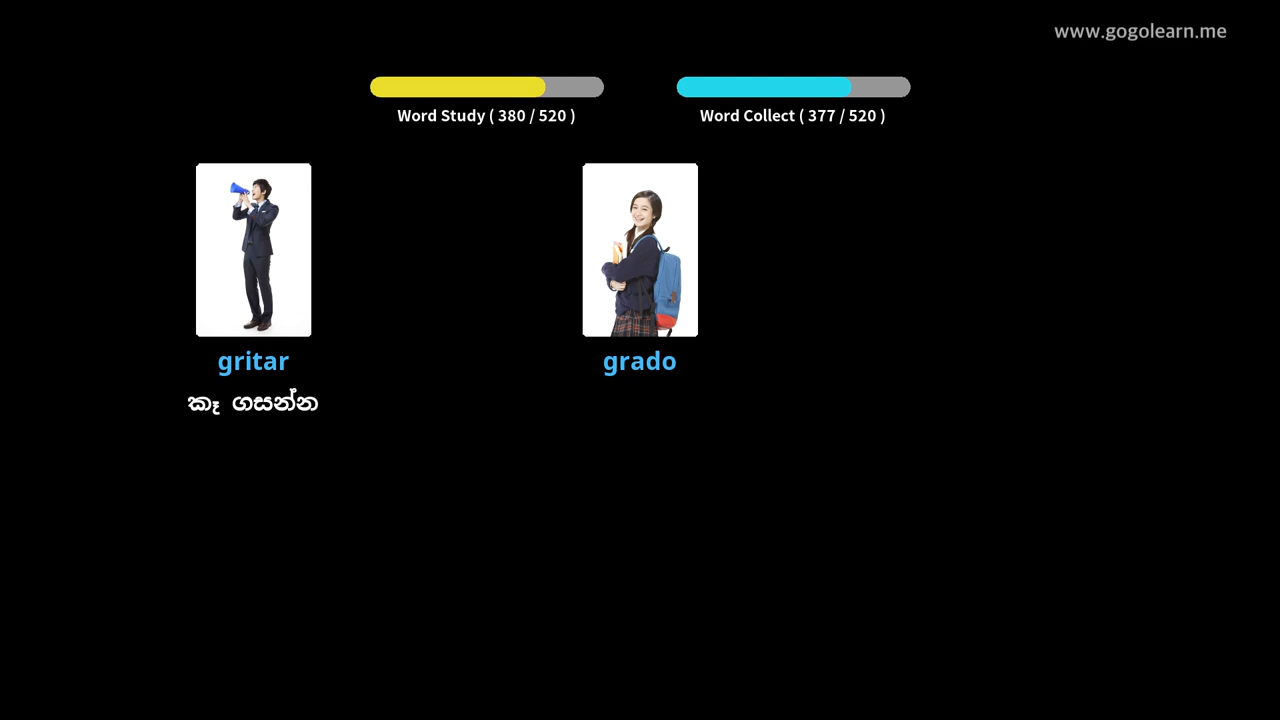 www.gogolearn.me
Word Study ( 380 / 520 )
Word Collect ( 377 / 520 )
gritar
grado
කෑ ගසන්න